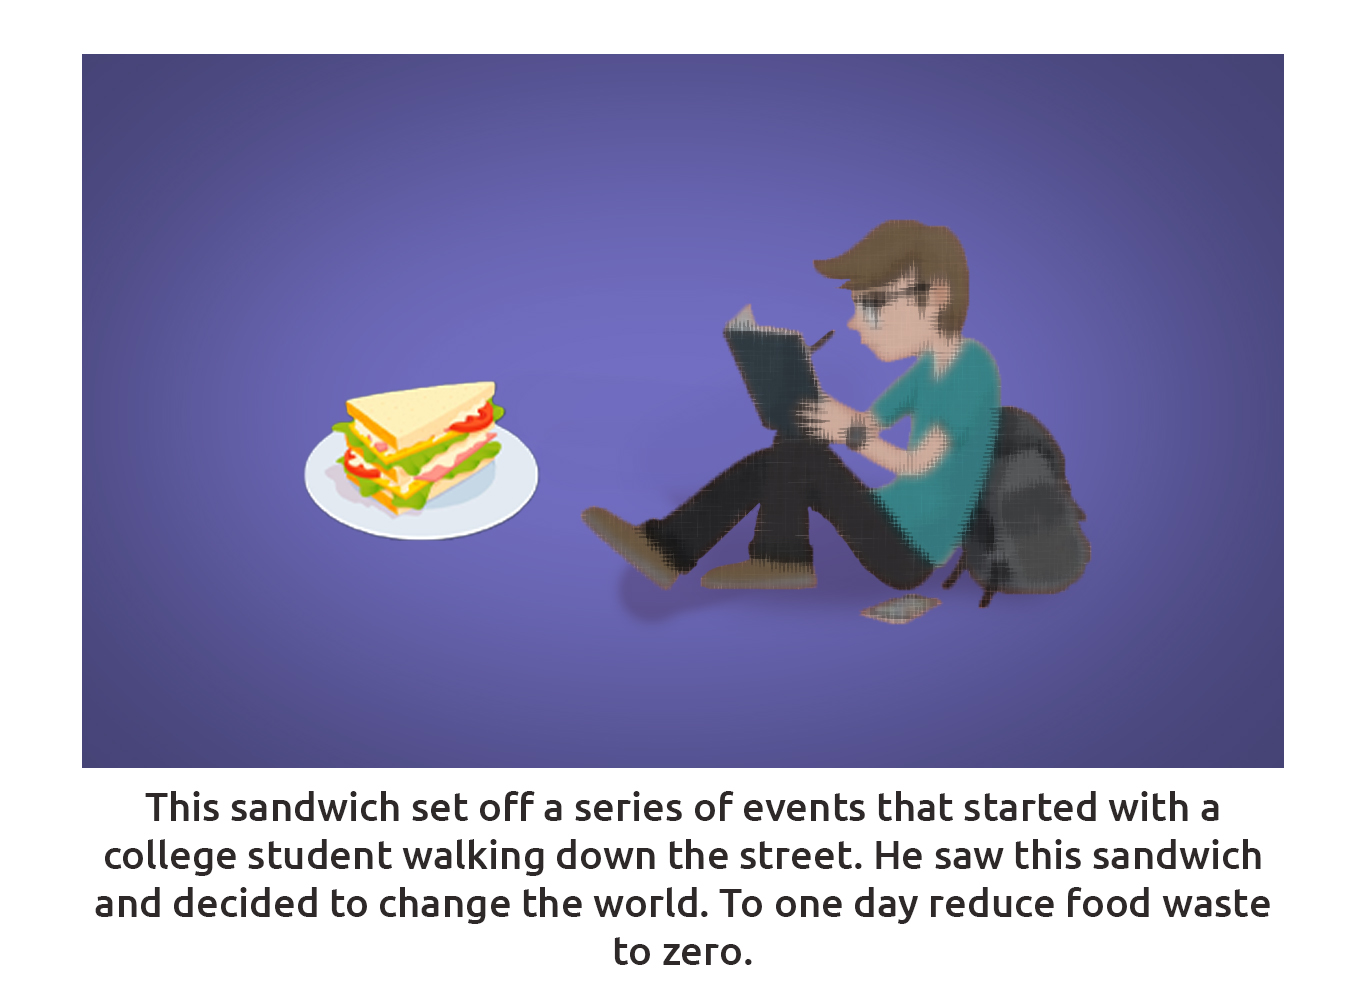 This sandwich set off a series of events that started with a
college student walking down the street. He saw this sandwich
and decided to change the world. To one day reduce food waste
to zero.